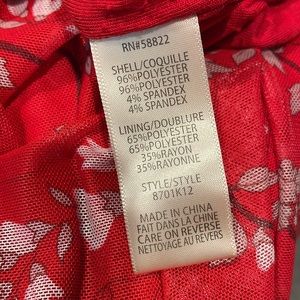 RN#58822
SHELL/COQUILLE
96%POLYESTER
96%POLYESTER
4% SPANDEX
4% SPANDEX
LINING/DOUBLURE
65%POLYESTER
65%POLYESTER
35%RAYON
35%RAYONNE
STYLE/STYLE
8701K12
MADE IN CHINA
FAIT DANS LA CHINE
CARE ON REVERSE
NETTOYAGE AU REVERS